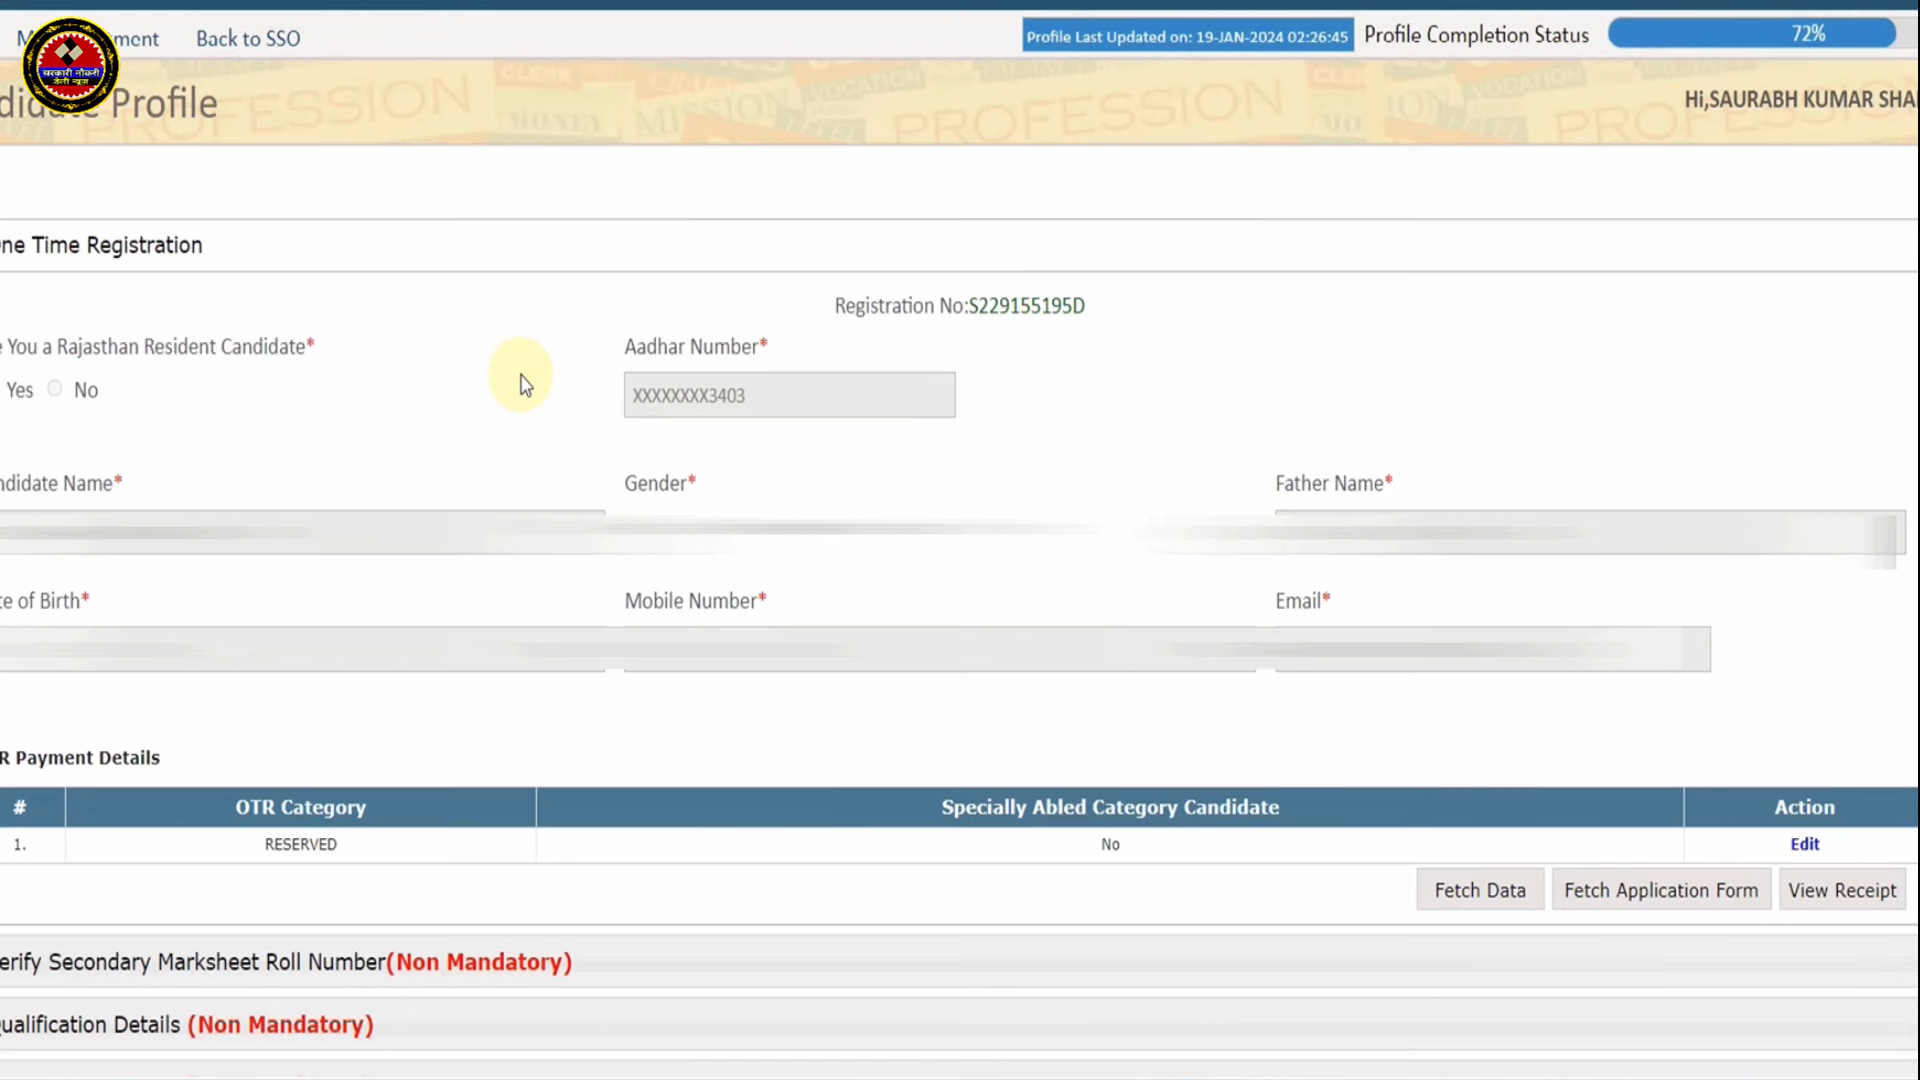 ment
Back to SSO
Profile Last Updated on: 19-JAN-2024 02:26:45
Profile Completion Status
72%
सरकारी नौकरी
डेली न्यूज
Profile
Hi,SAURABH KUMAR SHA
ne Time Registration
Registration No:S229155195D
e You a Rajasthan Resident Candidate*
Aadhar Number*
Yes No
XXXXXXXX3403
ndidate Name*
Gender*
Father Name*
te of Birth*
Mobile Number*
Email*
R Payment Details
# OTR Category Specially Abled Category Candidate Action
1. RESERVED No Edit
Fetch Data Fetch Application Form View Receipt
erify Secondary Marksheet Roll Number(Non Mandatory)
ualification Details (Non Mandatory)